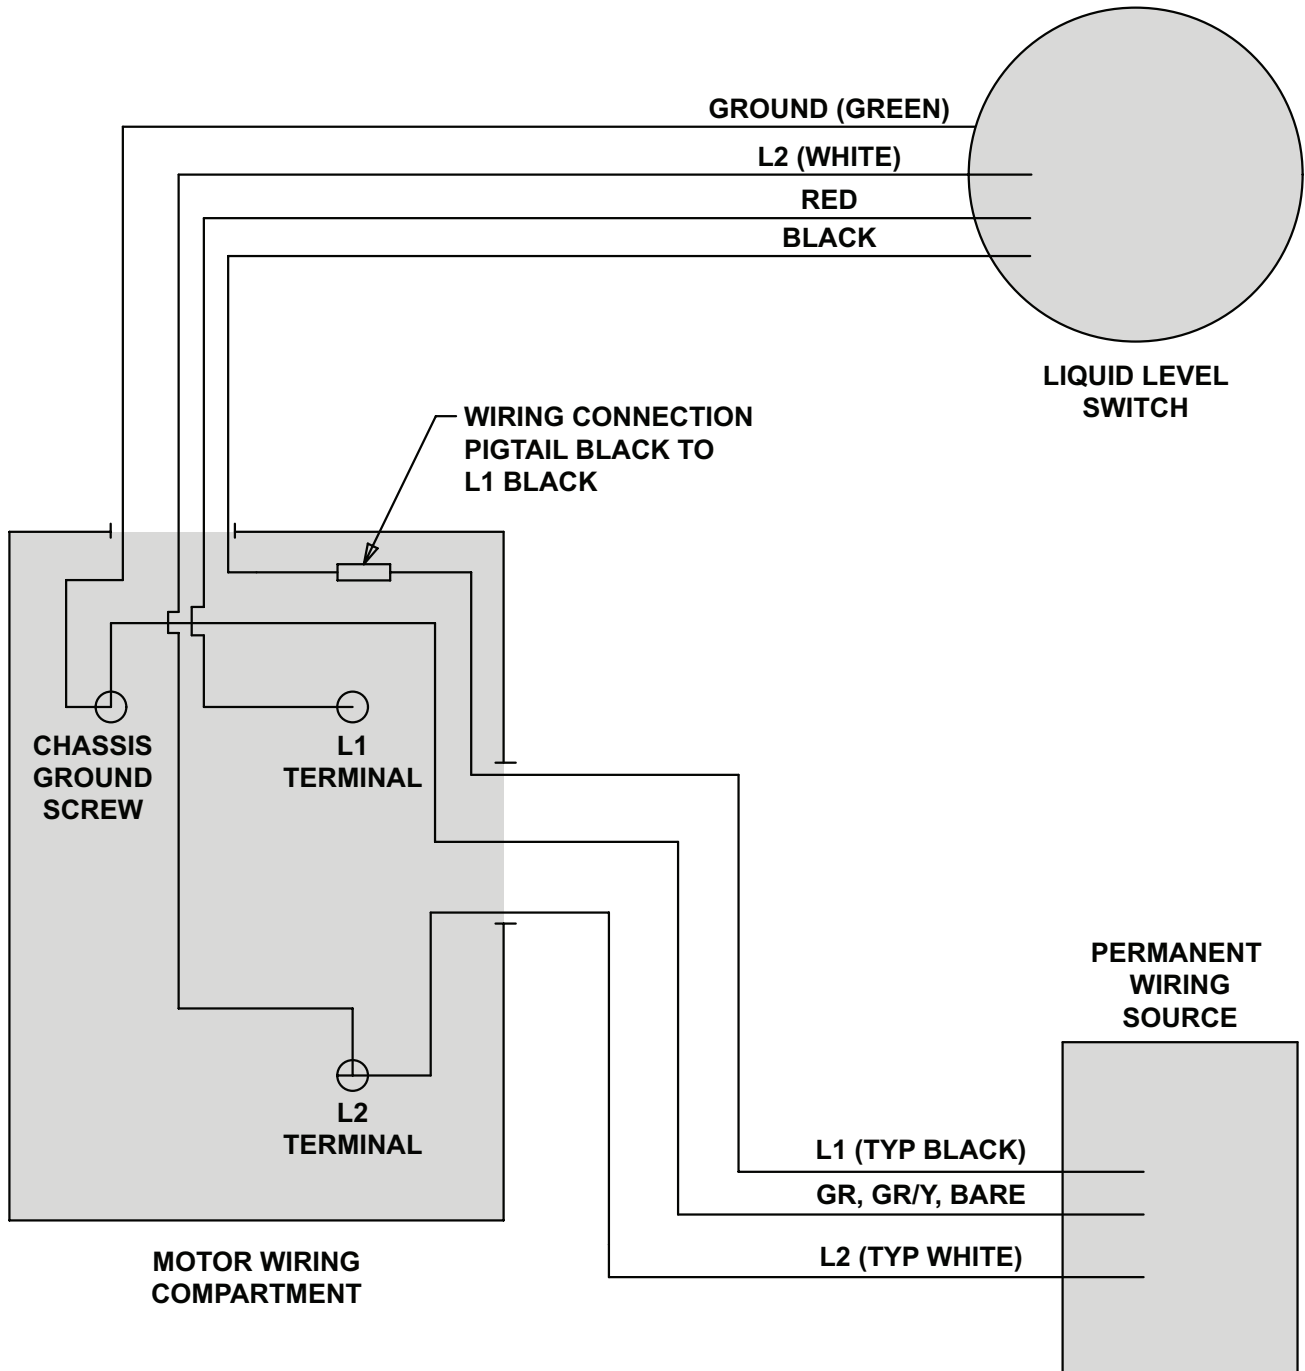 GROUND (GREEN)
L2 (WHITE)
RED
BLACK
LIQUID LEVEL
SWITCH
WIRING CONNECTION
PIGTAIL BLACK TO
L1 BLACK
CHASSIS
GROUND
SCREW
L1
TERMINAL
L2
TERMINAL
MOTOR WIRING
COMPARTMENT
PERMANENT
WIRING
SOURCE
L1 (TYP BLACK)
GR, GR/Y, BARE
L2 (TYP WHITE)